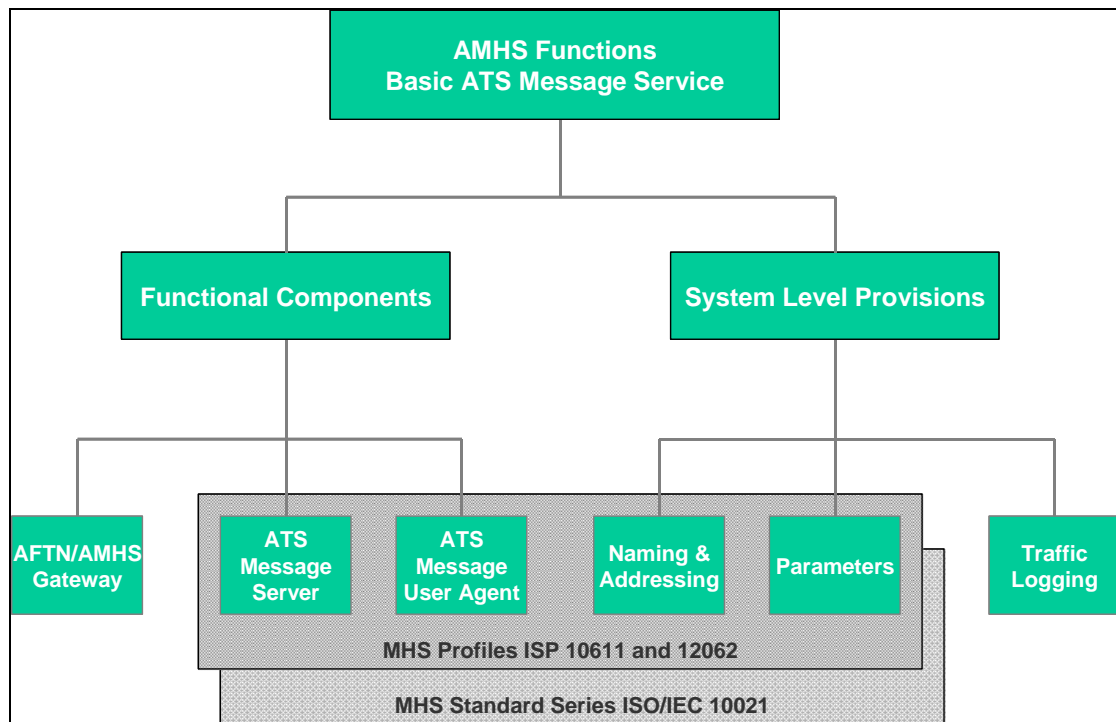 AMHS Functions
Basic ATS Message Service
Functional Components
System Level Provisions
AFTN/AMHS
Gateway
ATS
Message
Server
ATS
Message
User Agent
Naming &
Addressing
Parameters
Traffic
Logging
MHS Profiles ISP 10611 and 12062
MHS Standard Series ISO/IEC 10021